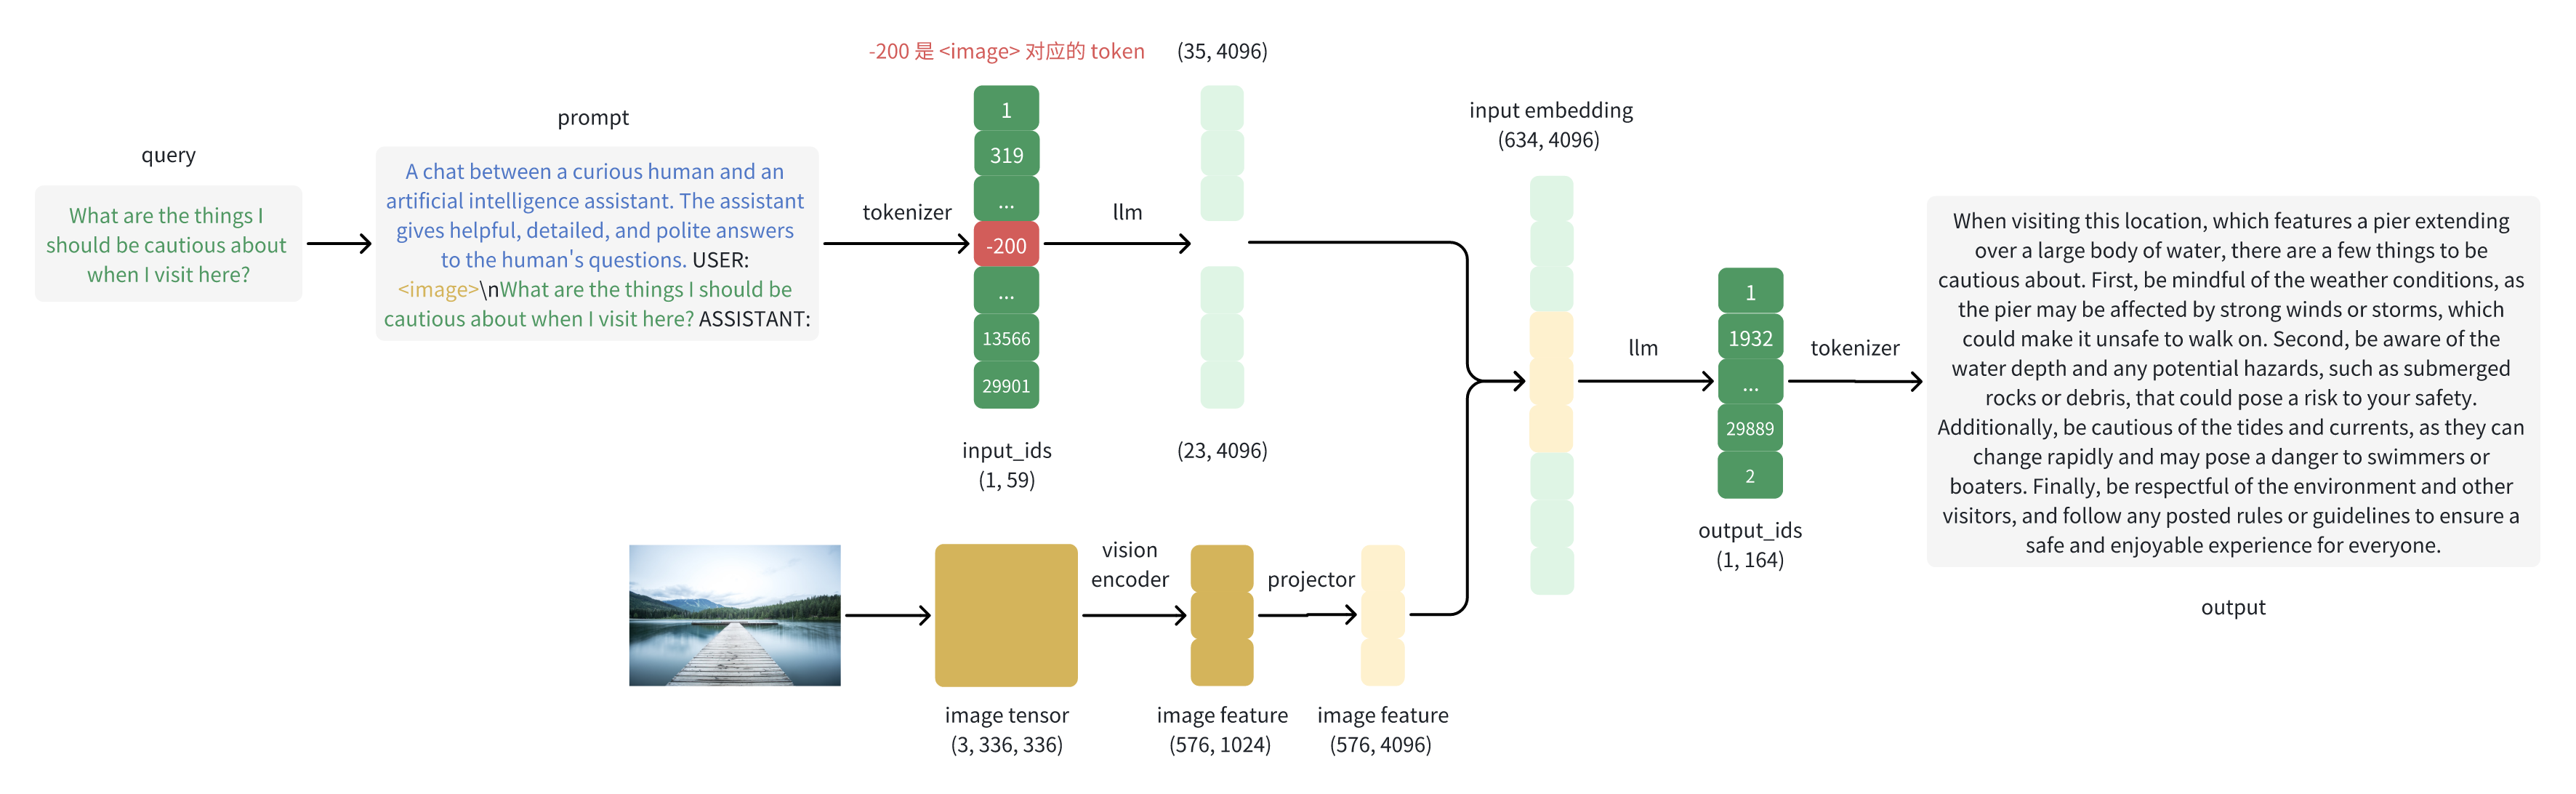 query
What are the things I
should be cautious about
when I visit here?
prompt
A chat between a curious human and an
artificial intelligence assistant. The assistant
gives helpful, detailed, and polite answers
to the human's questions. USER:
<image>\nWhat are the things I should be
cautious about when I visit here? ASSISTANT:
tokenizer
-200 是 <image> 对应的 token
1
319
...
-200
...
13566
29901
input_ids
(1, 59)
llm
(35, 4096)
(23, 4096)
image tensor
(3, 336, 336)
vision
encoder
image feature
(576, 1024)
projector
image feature
(576, 4096)
input embedding
(634, 4096)
llm
1
1932
...
29889
2
output_ids
(1, 164)
tokenizer
When visiting this location, which features a pier extending
over a large body of water, there are a few things to be
cautious about. First, be mindful of the weather conditions, as
the pier may be affected by strong winds or storms, which
could make it unsafe to walk on. Second, be aware of the
water depth and any potential hazards, such as submerged
rocks or debris, that could pose a risk to your safety.
Additionally, be cautious of the tides and currents, as they can
change rapidly and may pose a danger to swimmers or
boaters. Finally, be respectful of the environment and other
visitors, and follow any posted rules or guidelines to ensure a
safe and enjoyable experience for everyone.
output